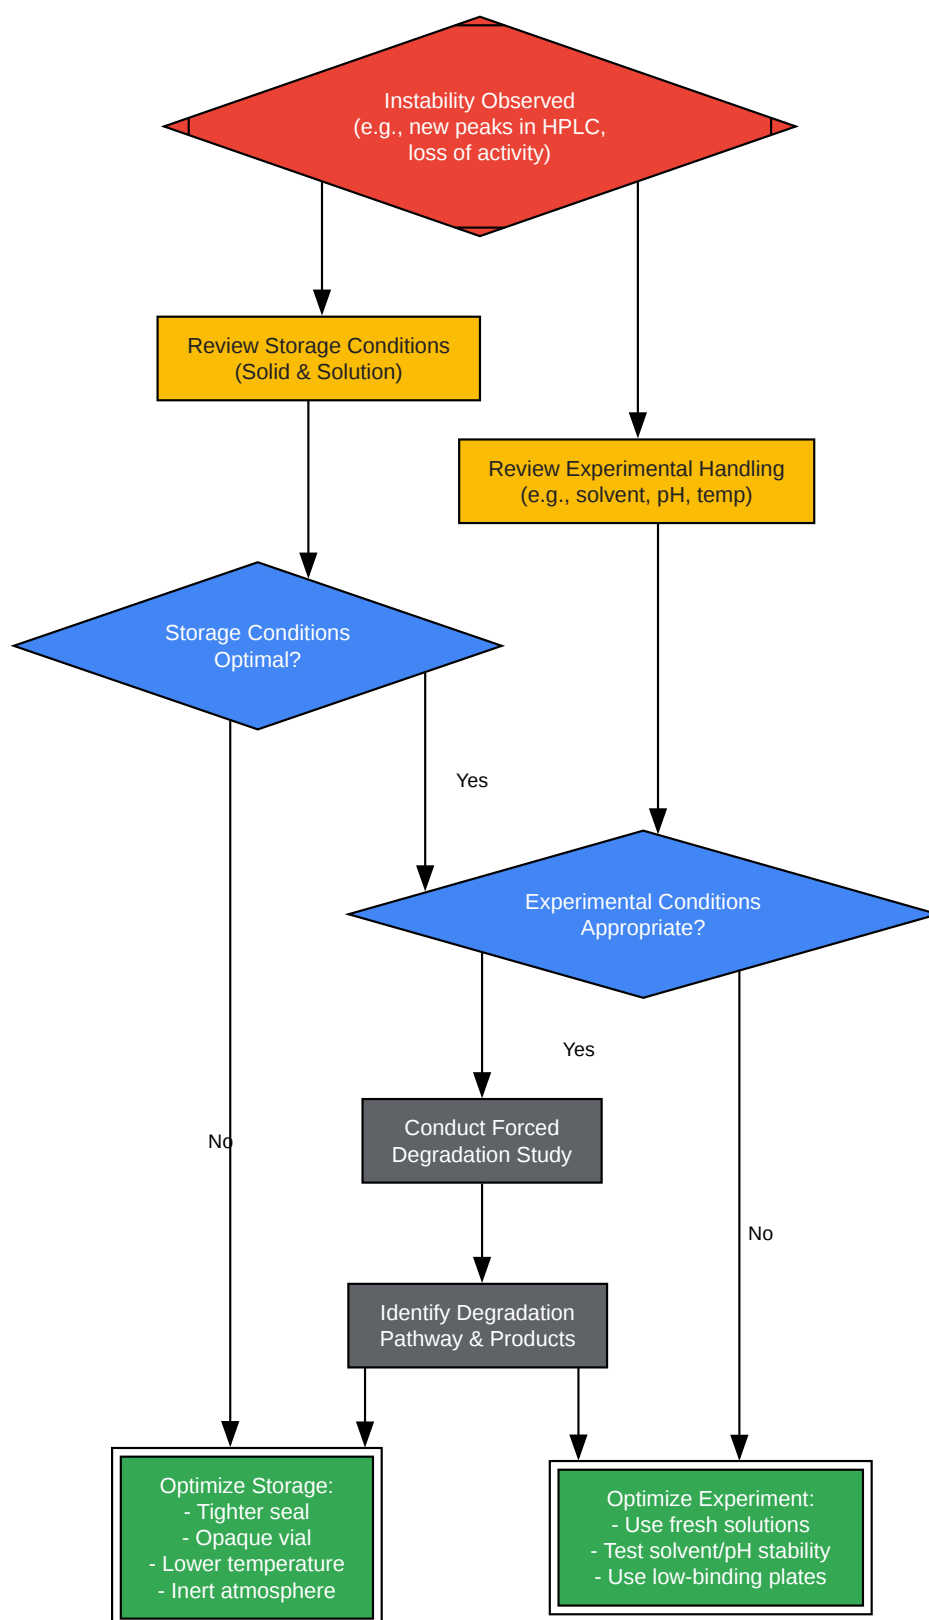 Instability Observed
(e.g., new peaks in HPLC,
loss of activity)
Review Storage Conditions
(Solid & Solution)
Review Experimental Handling
(e.g., solvent, pH, temp)
Storage Conditions
Optimal?
Yes
Experimental Conditions
Appropriate?
Yes
Conduct Forced
Degradation Study
No
No
Identify Degradation
Pathway & Products
Optimize Storage:
- Tighter seal
- Opaque vial
- Lower temperature
- Inert atmosphere
Optimize Experiment:
- Use fresh solutions
- Test solvent/pH stability
- Use low-binding plates